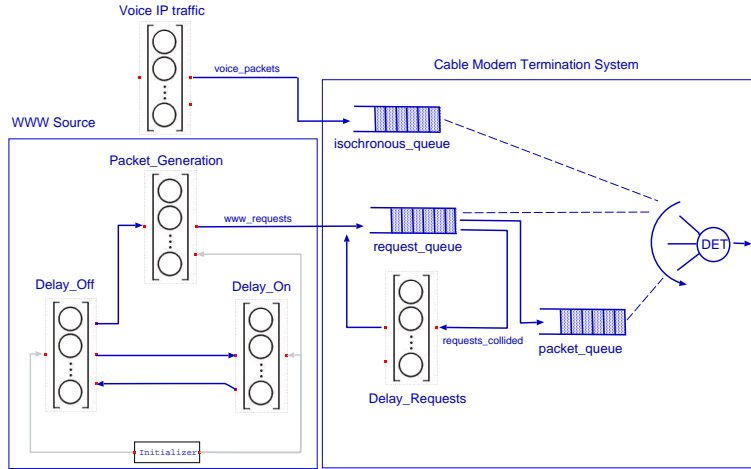 Voice IP traffic
Cable Modem Termination System
voice_packets
WWW Source
isochronous_queue
Packet_Generation
www_requests
request_queue
DET
Delay_Off
Delay_On
requests_collided
packet_queue
Delay_Requests
Initializer